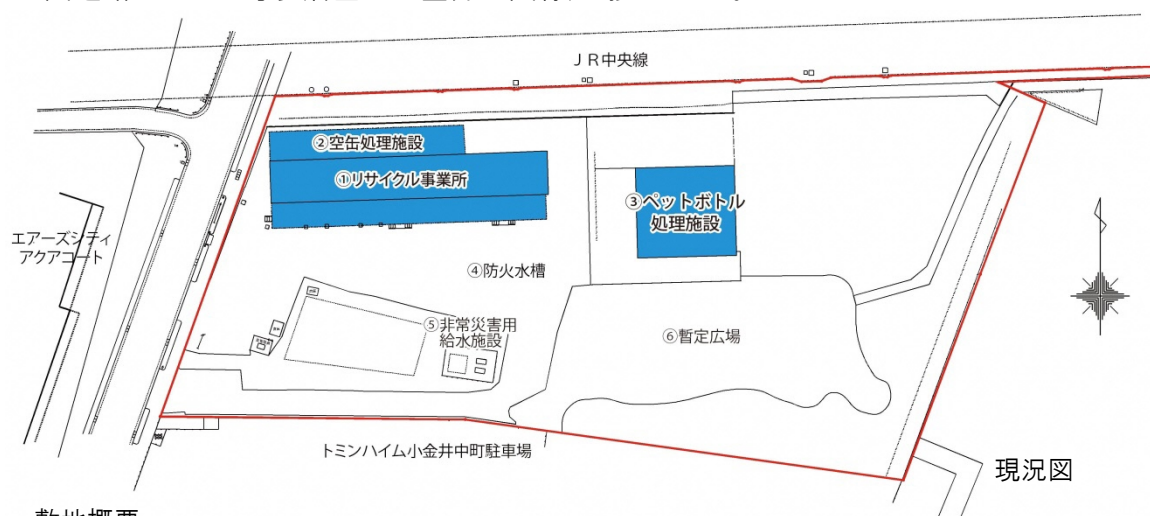 JR中央線
②空缶処理施設
①リサイクル事業所
③ペットボトル
処理施設
エアーズシティ
アクアコート
④防火水槽
⑤非常災害用
給水施設
⑥暫定広場
トミンハイム小金井中町駐車場
現況図
敷地概要